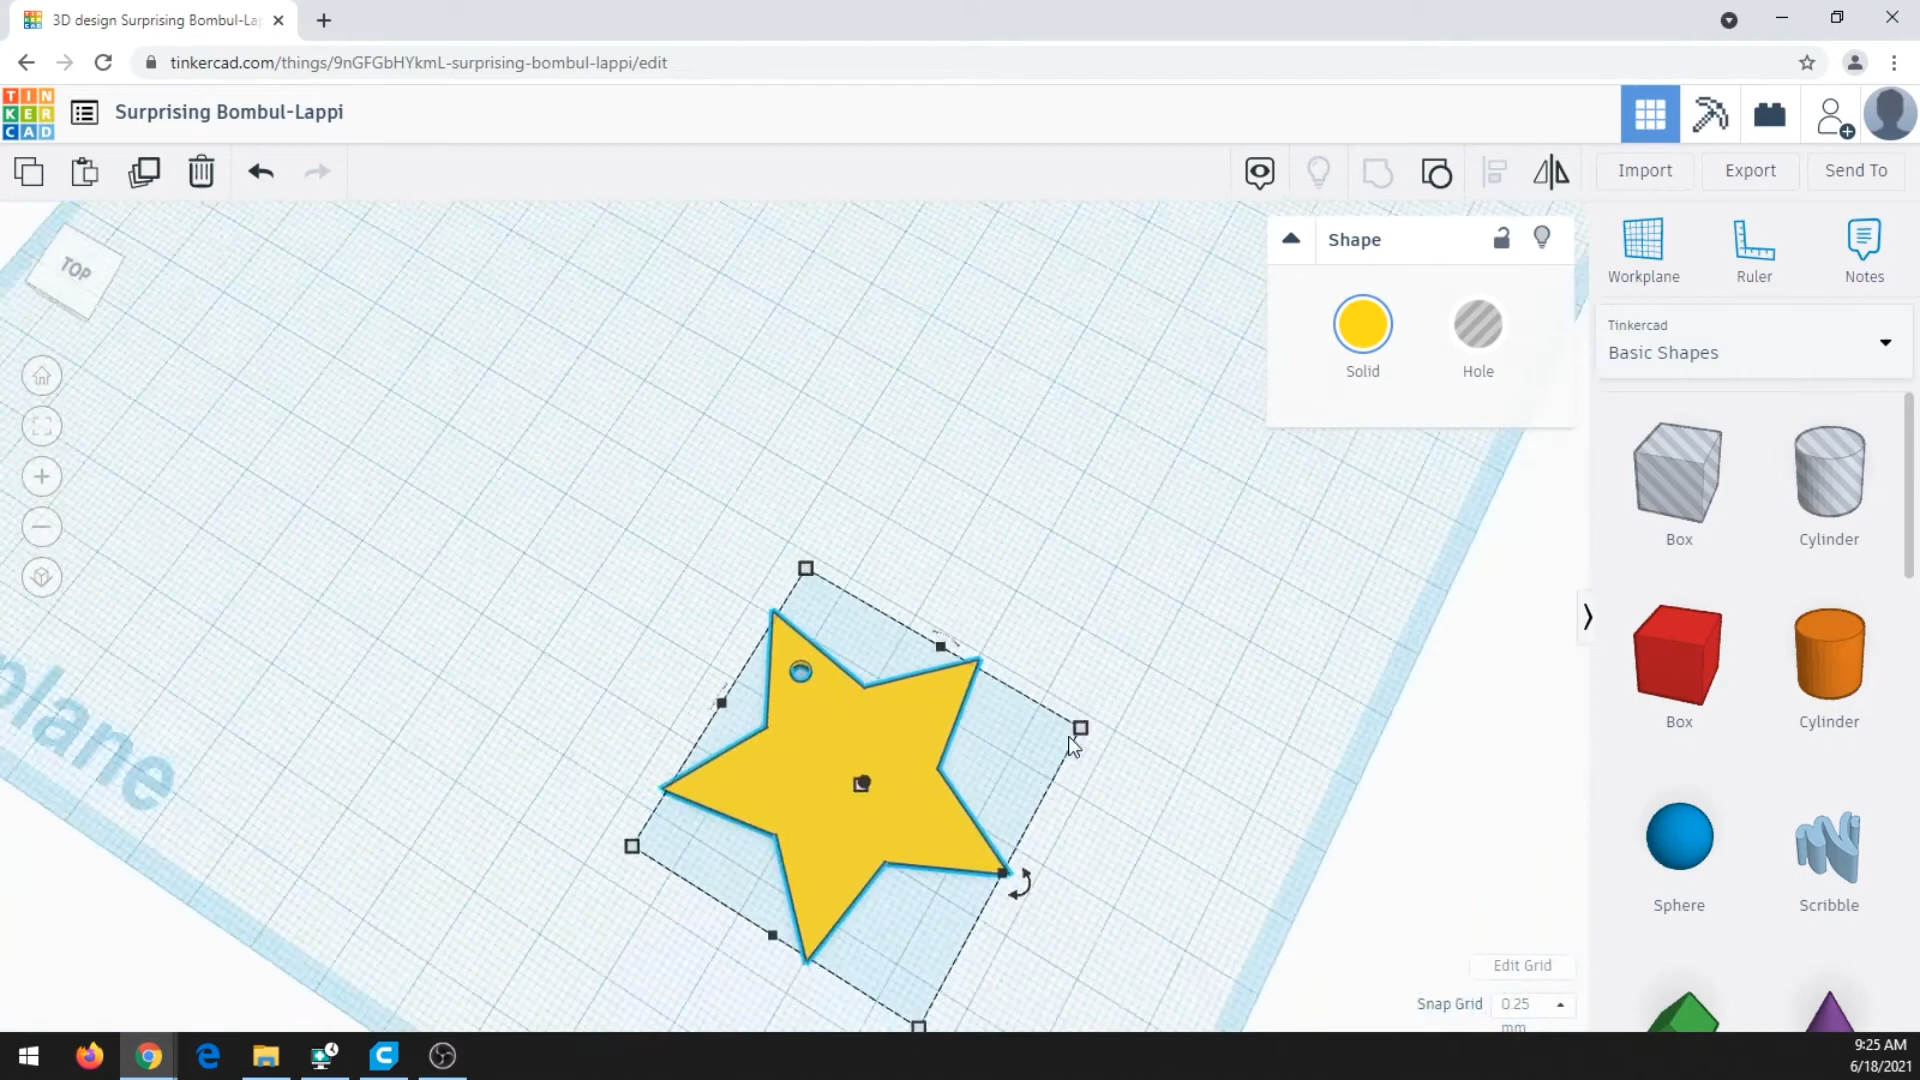 3D design Surprising Bombul-La
tinkercad.com/things/9nGFGbHYkmL-surprising-bombul-lappi/edit
TIN
KER
CAD
Surprising Bombul-Lappi
Import
Export
Send To
TOP
Shape
Solid
Hole
Workplane
Ruler
Notes
Tinkercad
Basic Shapes
Box
Cylinder
Box
Cylinder
Sphere
Scribble
plane
Edit Grid
Snap Grid
0.25
mm
9:25 AM
6/18/2021